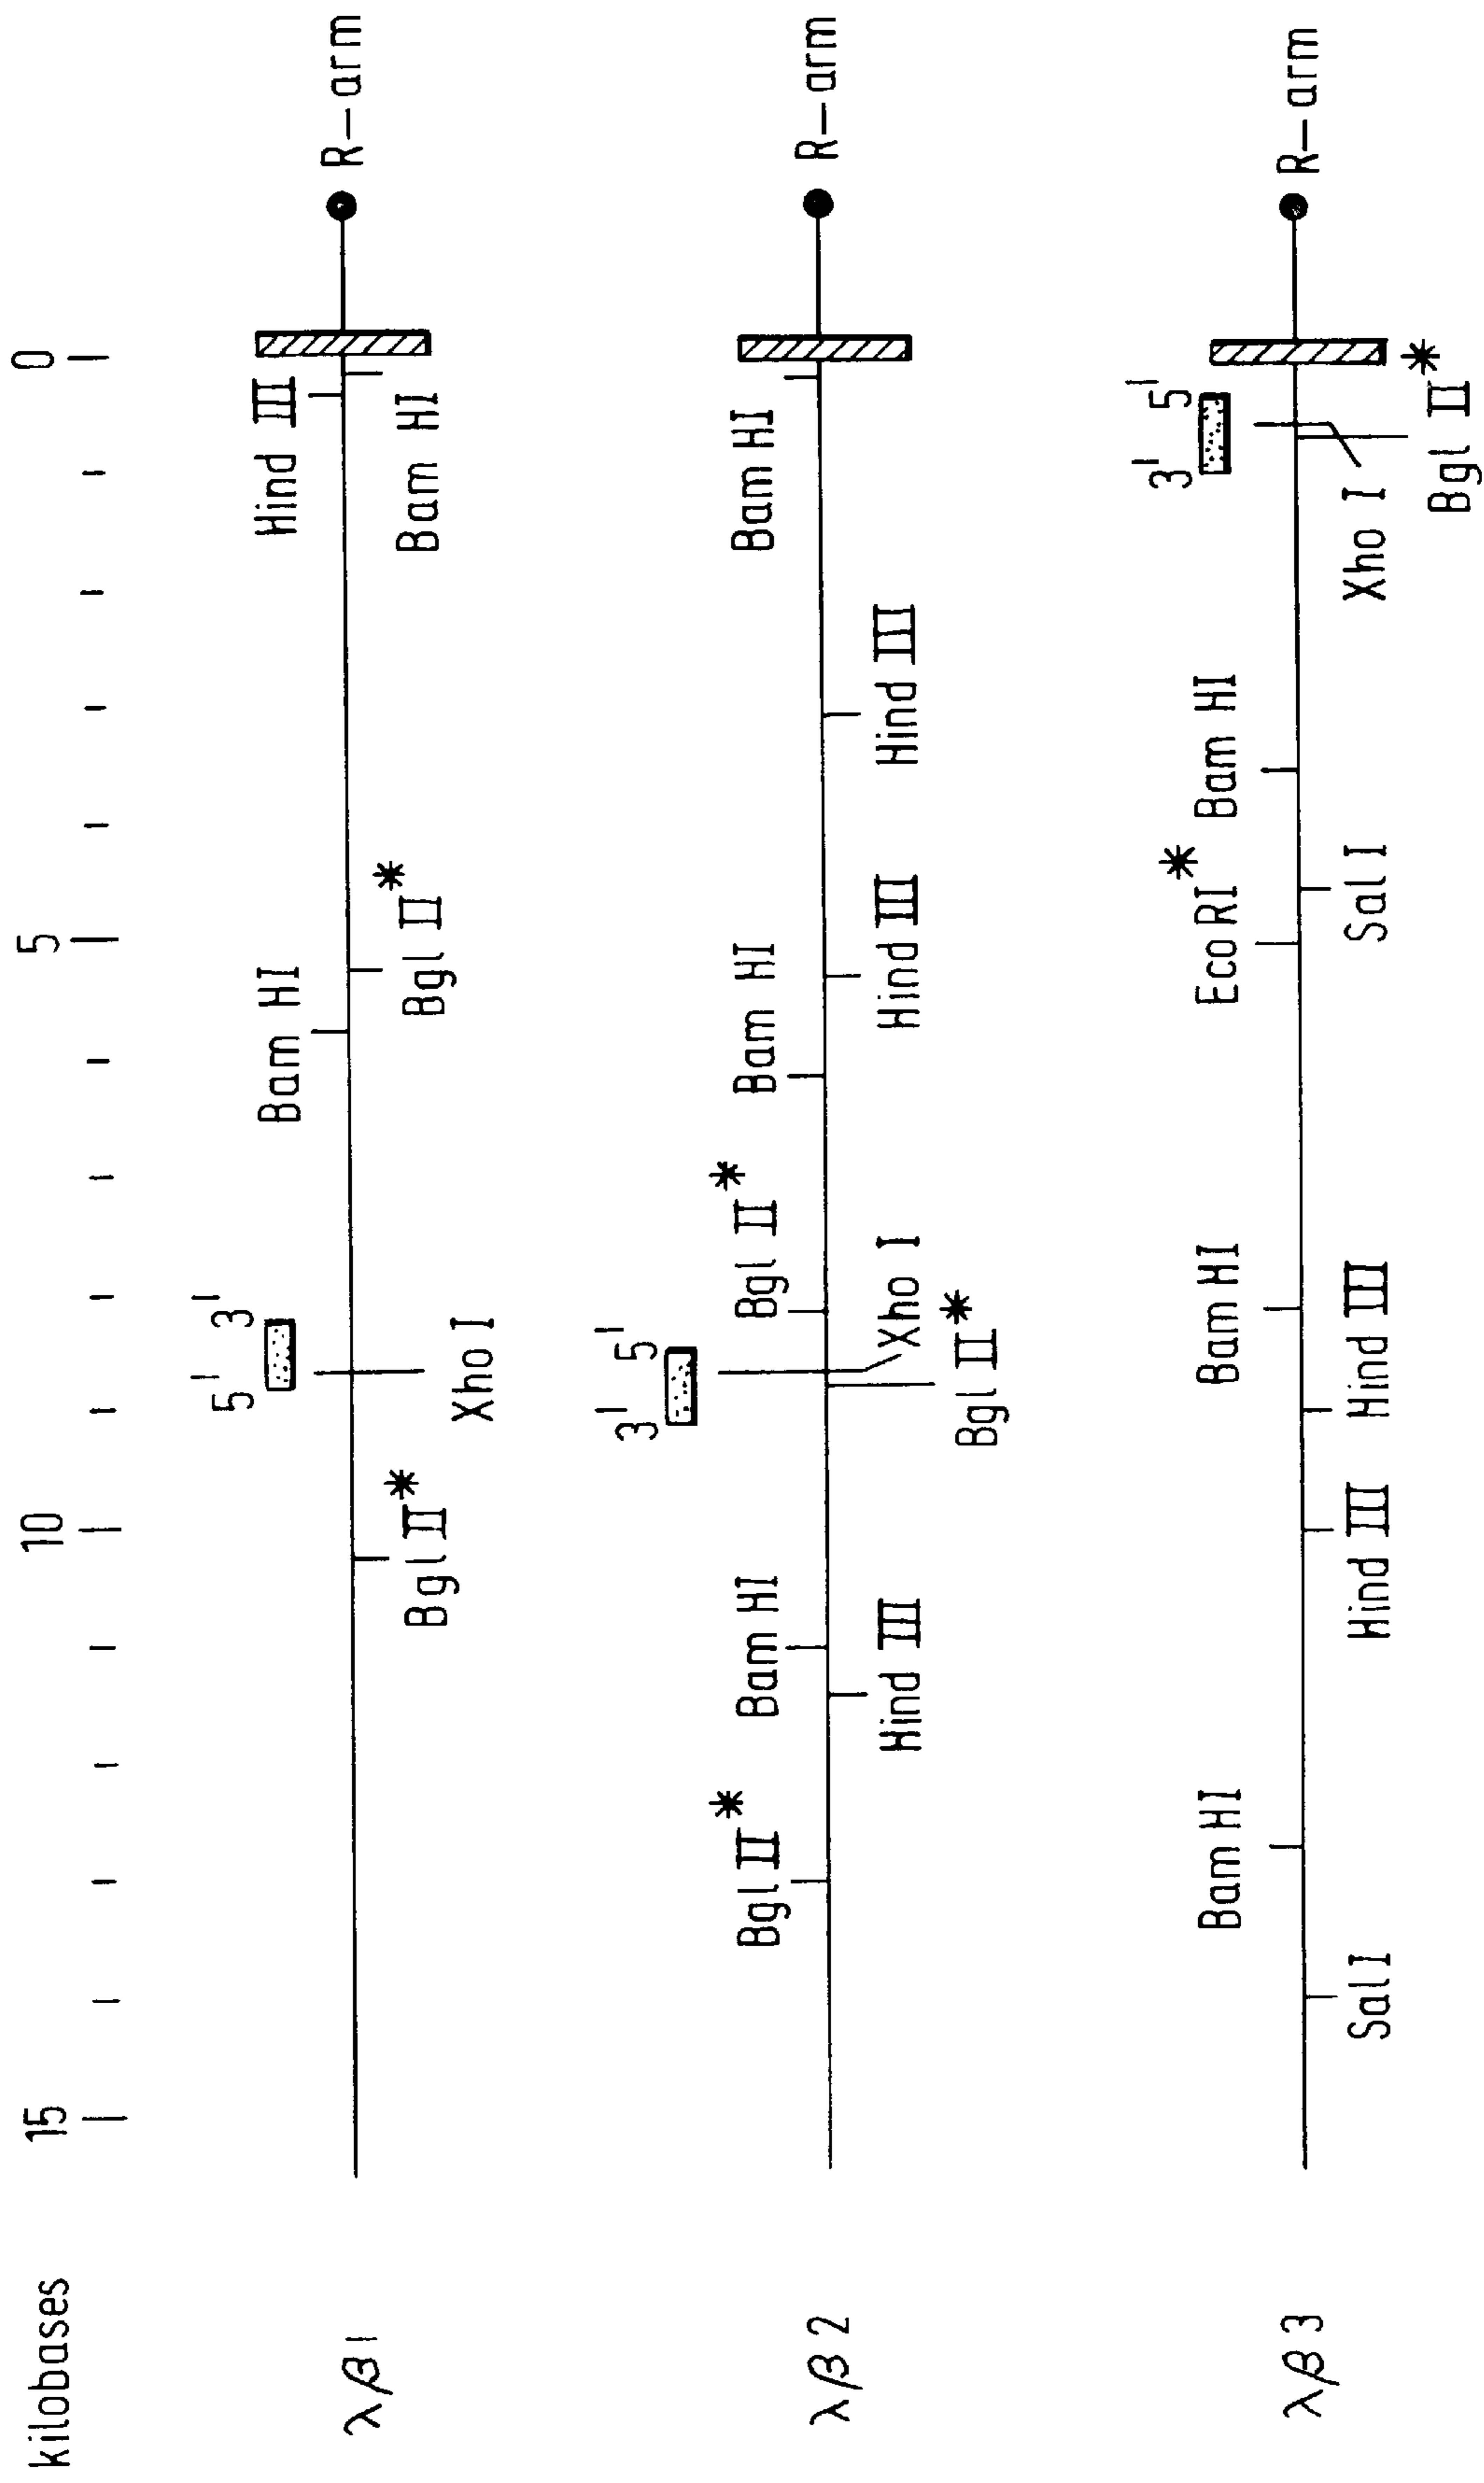 kilobases 15 10 5 0
λβ1
5' 3'
Bam HI Hind III R-arm
Bgl II* Xho I Bgl II* Bam HI
λβ2
3' 5'
Bgl II* Bam HI Bgl II* Bam HI Bam HI R-arm
Hind III Xho I Hind III Hind III
Bgl II*
λβ3
3' 5'
Bam HI Bam HI Eco RI* Bam HI R-arm
Sal I Hind III Hind III Sal I Xho I
Bgl II*